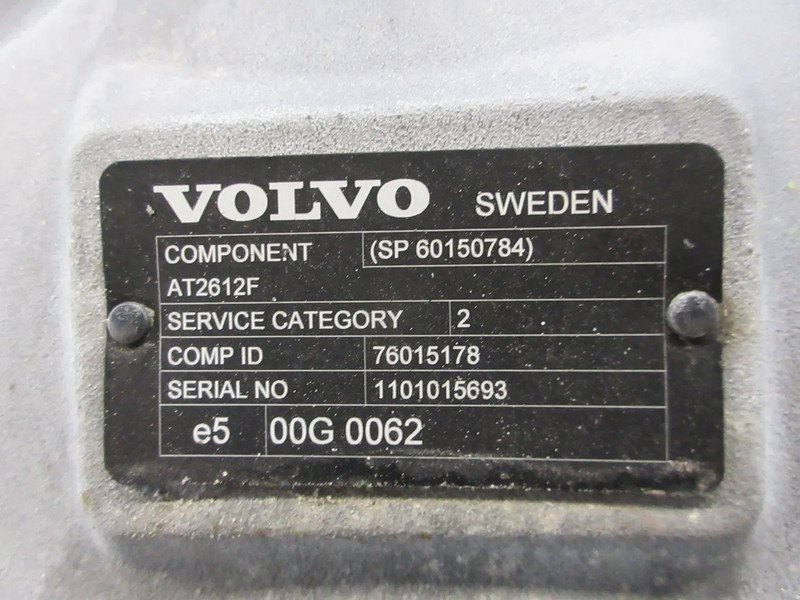 VOLVO SWEDEN
COMPONENT (SP 60150784)
AT2612F
SERVICE CATEGORY 2
COMP ID 76015178
SERIAL NO 1101015693
e5 00G 0062